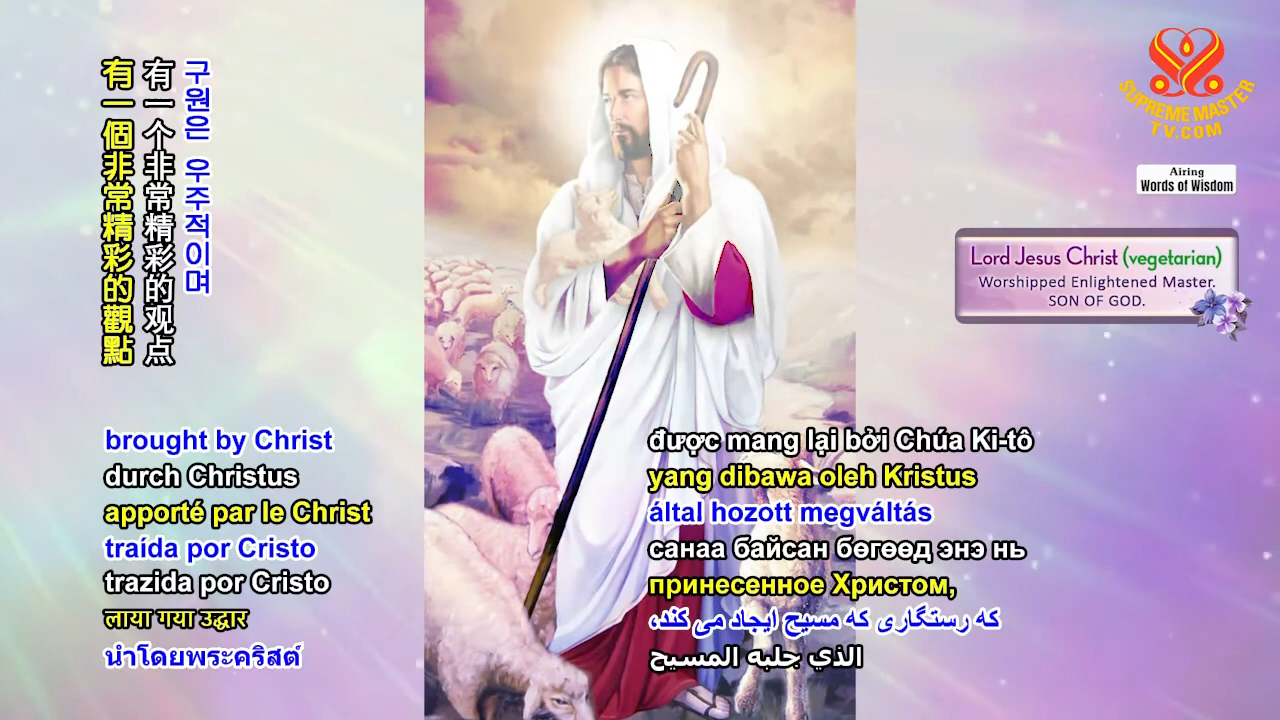 有一個非常精彩的觀點
有一个非常精彩的观点
구원은 우주적이며
SUPREME MASTER
TV.COM
Airing
Words of Wisdom
Lord Jesus Christ (vegetarian)
Worshipped Enlightened Master.
SON OF GOD.
brought by Christ
durch Christus
apporté par le Christ
traída por Cristo
trazida por Cristo
लाया गया उद्धार
นำโดยพระคริสต์
được mang lại bởi Chúa Ki-tô
yang dibawa oleh Kristus
által hozott megváltás
санаа байсан бөгөөд энэ нь
принесенное Христом,
که رستگاری که مسیح ایجاد می کند،
الذي جلبه المسيح